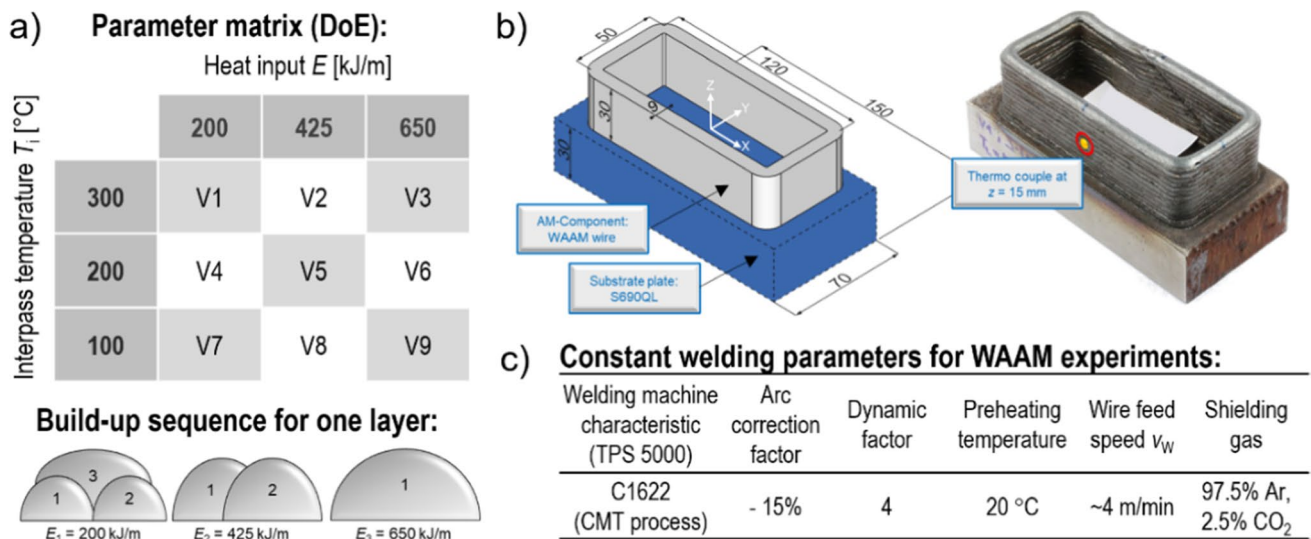 a)
Parameter matrix (DoE):
Heat input E [kJ/m]
Interpass temperature Ti [°C]
200 425 650
300 V1 V2 V3
200 V4 V5 V6
100 V7 V8 V9
Build-up sequence for one layer:
1 2 3
1 2
1
E1 = 200 kJ/m E2 = 425 kJ/m E3 = 650 kJ/m
b)
50
120
150
30
9
Z
Y
X
30
70
AM-Component:
WAAM wire
Substrate plate:
S690QL
Thermo couple at
z = 15 mm
c) Constant welding parameters for WAAM experiments:
Welding machine characteristic (TPS 5000)
Arc correction factor
Dynamic factor
Preheating temperature
Wire feed speed vW
Shielding gas
C1622 (CMT process)
- 15%
4
20 °C
~4 m/min
97.5% Ar,
2.5% CO2